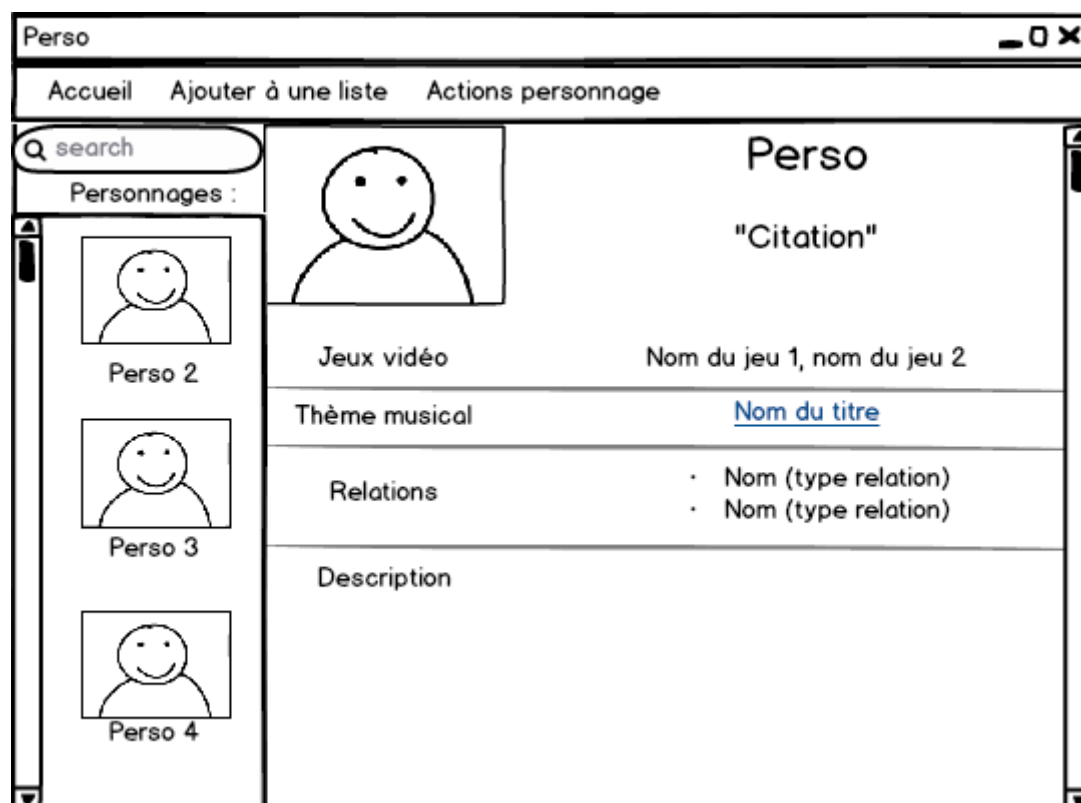 Perso
Accueil Ajouter à une liste Actions personnage
search
Personnages :
Perso 2
Perso 3
Perso 4
Perso
"Citation"
Jeux vidéo Nom du jeu 1, nom du jeu 2
Thème musical Nom du titre
Relations
· Nom (type relation)
· Nom (type relation)
Description